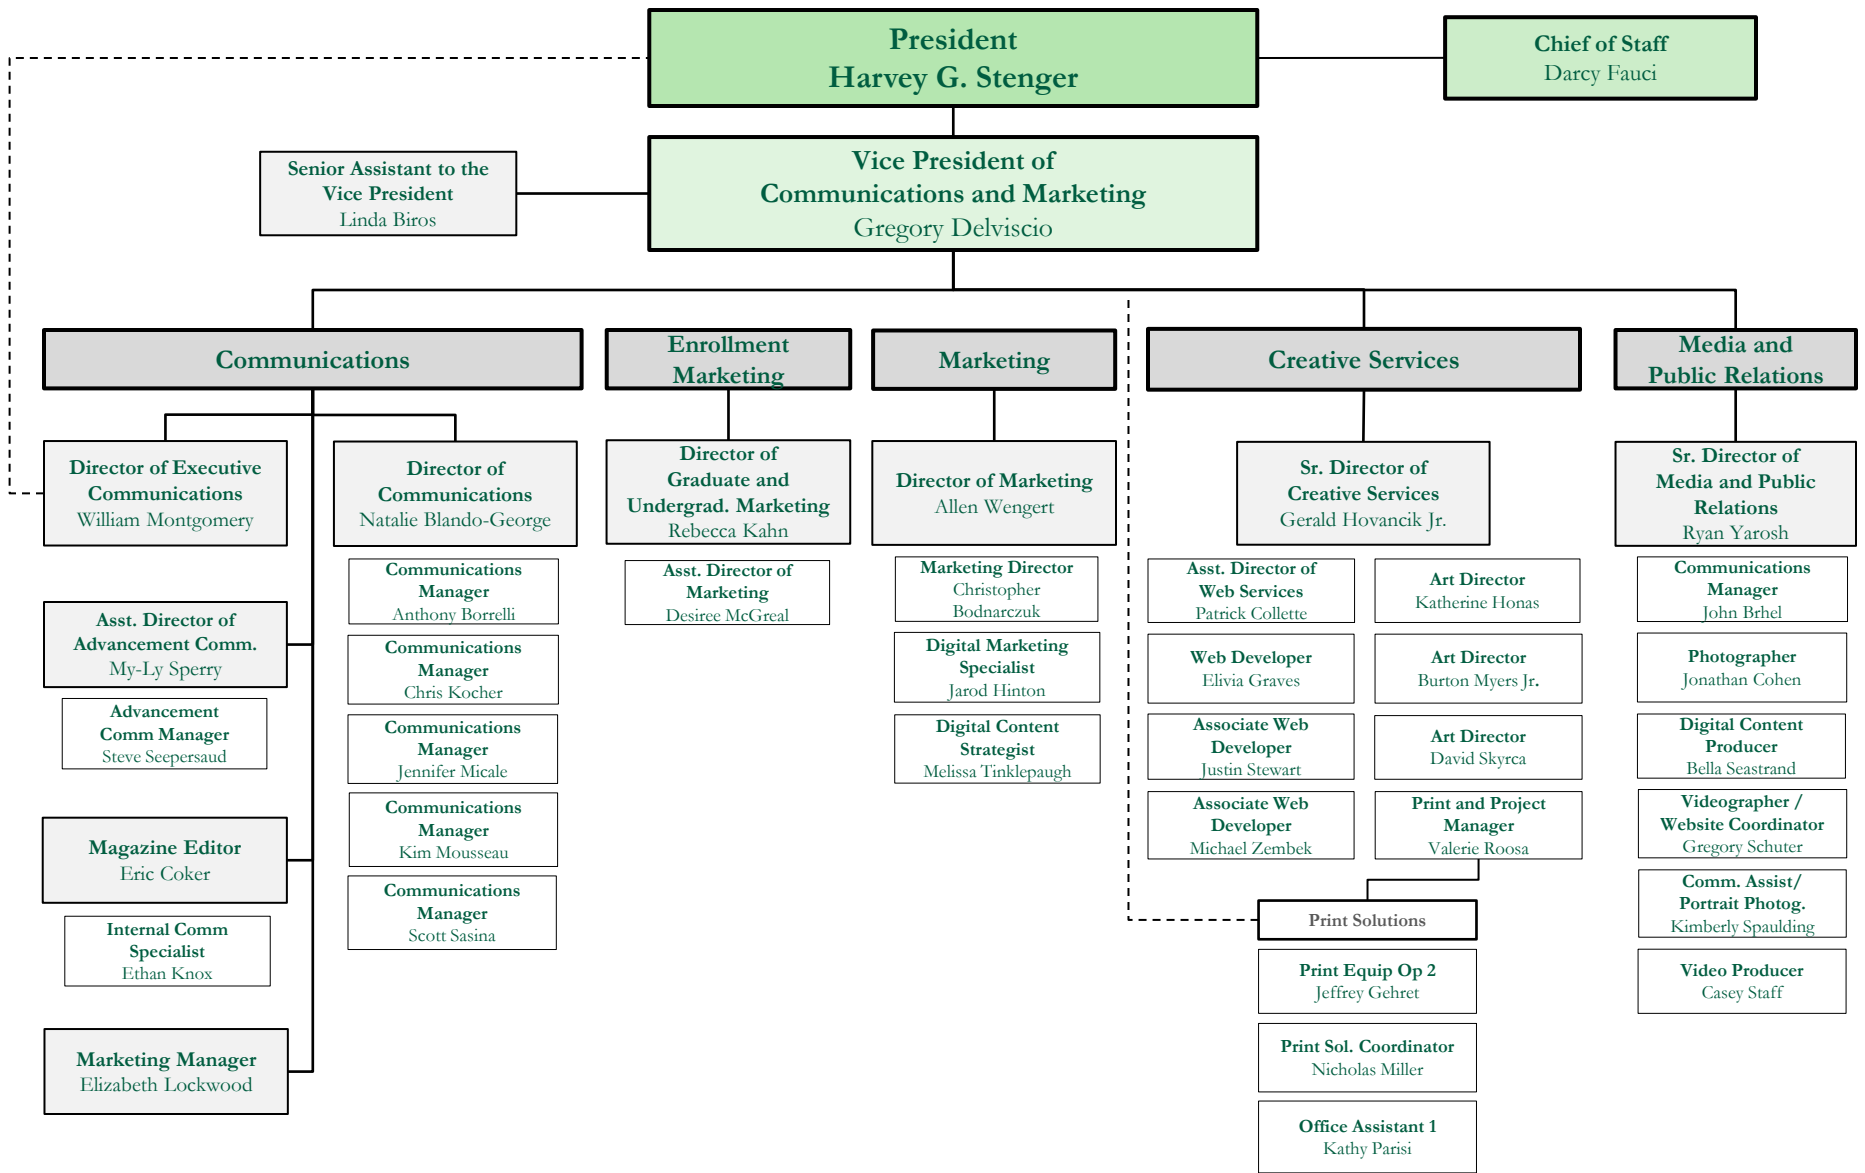 President
Harvey G. Stenger
Chief of Staff
Darcy Fauci
Senior Assistant to the
Vice President
Linda Biros
Vice President of
Communications and Marketing
Gregory Delviscio
Communications
Enrollment
Marketing
Marketing
Creative Services
Media and
Public Relations
Director of Executive
Communications
William Montgomery
Director of
Communications
Natalie Blando-George
Director of
Graduate and
Undergrad. Marketing
Rebecca Kahn
Director of Marketing
Allen Wengert
Sr. Director of
Creative Services
Gerald Hovancik Jr.
Sr. Director of
Media and Public
Relations
Ryan Yarosh
Asst. Director of
Advancement Comm.
My-Ly Sperry
Advancement
Comm Manager
Steve Seepersaud
Magazine Editor
Eric Coker
Internal Comm
Specialist
Ethan Knox
Marketing Manager
Elizabeth Lockwood
Communications
Manager
Anthony Borrelli
Communications
Manager
Chris Kocher
Communications
Manager
Jennifer Micale
Communications
Manager
Kim Mousseau
Communications
Manager
Scott Sasina
Asst. Director of
Marketing
Desiree McGreal
Marketing Director
Christopher
Bodnarczuk
Digital Marketing
Specialist
Jarod Hinton
Digital Content
Strategist
Melissa Tinklepaugh
Asst. Director of
Web Services
Patrick Collette
Web Developer
Elivia Graves
Associate Web
Developer
Justin Stewart
Associate Web
Developer
Michael Zembek
Art Director
Katherine Honas
Art Director
Burton Myers Jr.
Art Director
David Skyrca
Print and Project
Manager
Valerie Roosa
Print Solutions
Print Equip Op 2
Jeffrey Gehret
Print Sol. Coordinator
Nicholas Miller
Office Assistant 1
Kathy Parisi
Communications
Manager
John Brhel
Photographer
Jonathan Cohen
Digital Content
Producer
Bella Seastrand
Videographer /
Website Coordinator
Gregory Schuter
Comm. Assist/
Portrait Photog.
Kimberly Spaulding
Video Producer
Casey Staff